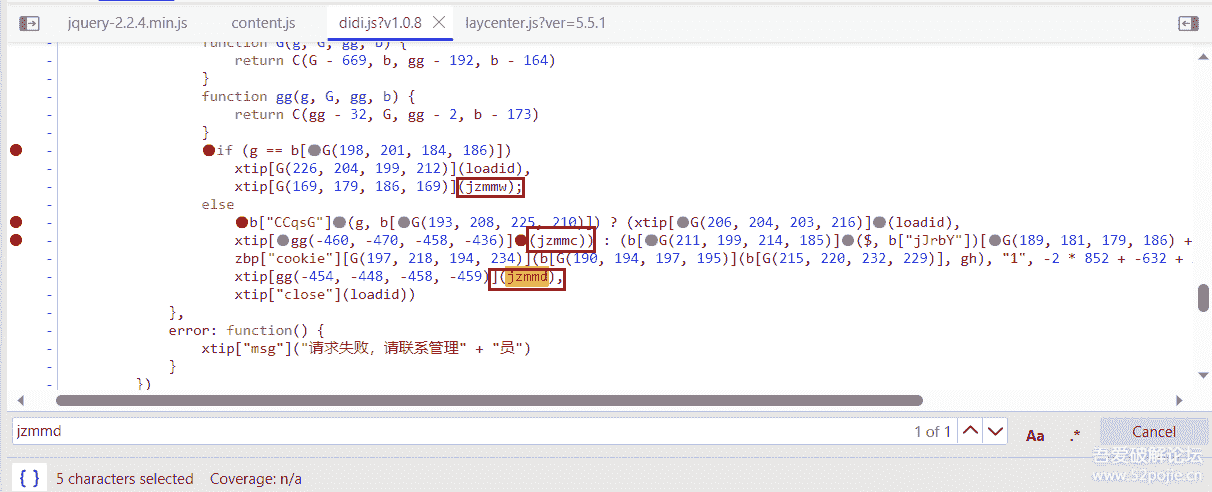 jquery-2.2.4.min.js content.js didi.js?v1.0.8 laycenter.js?ver=5.5.1
function G(g, G, gg, b) {
return C(G - 669, b, gg - 192, b - 164)
}
function gg(g, G, gg, b) {
return C(gg - 32, G, gg - 2, b - 173)
}
if (g == b[G(198, 201, 184, 186)])
xtip[G(226, 204, 199, 212)](loadid),
xtip[G(169, 179, 186, 169)](jzmmw);
else
b["CCqsG"](g, b[G(193, 208, 225, 210)]) ? (xtip[G(206, 204, 203, 216)](loadid),
xtip[gg(-460, -470, -458, -436)](jzmmc)) : (b[G(211, 199, 214, 185)]($, b["jJrbY"])[G(189, 181, 179, 186) +
zbp["cookie"][G(197, 218, 194, 234)](b[G(190, 194, 197, 195)](b[G(215, 220, 232, 229)], gh), "1", -2 * 852 + -632 +
xtip[gg(-454, -448, -458, -459)](jzmmd),
xtip["close"](loadid))
},
error: function() {
xtip["msg"]("请求失败，请联系管理" + "员")
}
})
jzmmd 1 of 1 Aa .* Cancel
{ } 5 characters selected Coverage: n/a
吾爱破解论坛
www.52pojie.cn